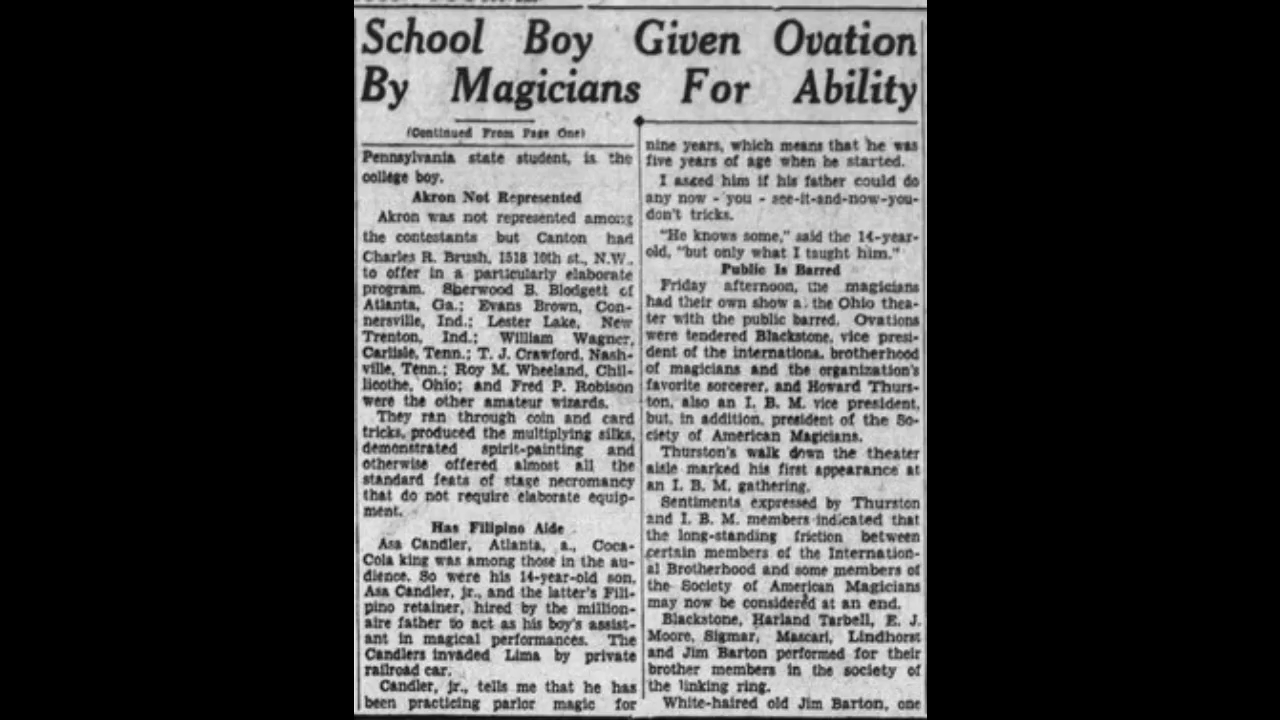 School Boy Given Ovation
By Magicians For Ability
(Continued From Page One)
Pennsylvania state student, is the
college boy.
Akron Not Represented
Akron was not represented among
the contestants but Canton had
Charles R. Brush, 1518 10th st., N.W.,
to offer in a particularly elaborate
program. Sherwood B. Blodgett of
Atlanta, Ga.; Evans Brown, Con-
nersville, Ind.; Lester Lake, New
Trenton, Ind.; William Wagner,
Carlisle, Tenn.; T. J. Crawford, Nash-
ville, Tenn.; Roy M. Wheeland, Chil-
licothe, Ohio; and Fred P. Robison
were the other amateur wizards.
They ran through coin and card
tricks, produced the multiplying silks,
demonstrated spirit-painting and
otherwise offered almost all the
standard feats of stage necromancy
that do not require elaborate equip-
ment.
Has Filipino Aide
Asa Candler, Atlanta, a., Coca-
Cola king was among those in the au-
dience. So were his 14-year-old son,
Asa Candler, jr., and the latter's Fili-
pino retainer, hired by the million-
aire father to act as his boy's assist-
ant in magical performances. The
Candlers invaded Lima by private
railroad car.
Candler, jr., tells me that he has
been practicing parlor magic for
nine years, which means that he was
five years of age when he started.
I asced him if his father could do
any now - you - see-it-and-now-you-
don't tricks.
"He knows some," said the 14-year-
old, "but only what I taught him."
Public Is Barred
Friday afternoon, the magicians
had their own show a. the Ohio thea-
ter with the public barred. Ovations
were tendered Blackstone, vice presi-
dent of the internationa. brotherhood
of magicians and the organization's
favorite sorcerer, and Howard Thurs-
ton, also an I. B. M. vice president,
but, in addition, president of the So-
ciety of American Magicians.
Thurston's walk down the theater
aisle marked his first appearance at
an I. B. M. gathering.
Sentiments expressed by Thurston
and I. B. M. members indicated that
the long-standing friction between
certain members of the Internation-
al Brotherhood and some members of
the Society of American Magicians
may now be considered at an end.
Blackstone, Harland Tarbell, E. J.
Moore, Sigmar, Mascari, Lindhorst
and Jim Barton performed for their
brother members in the society of
the linking ring.
White-haired old Jim Barton, one